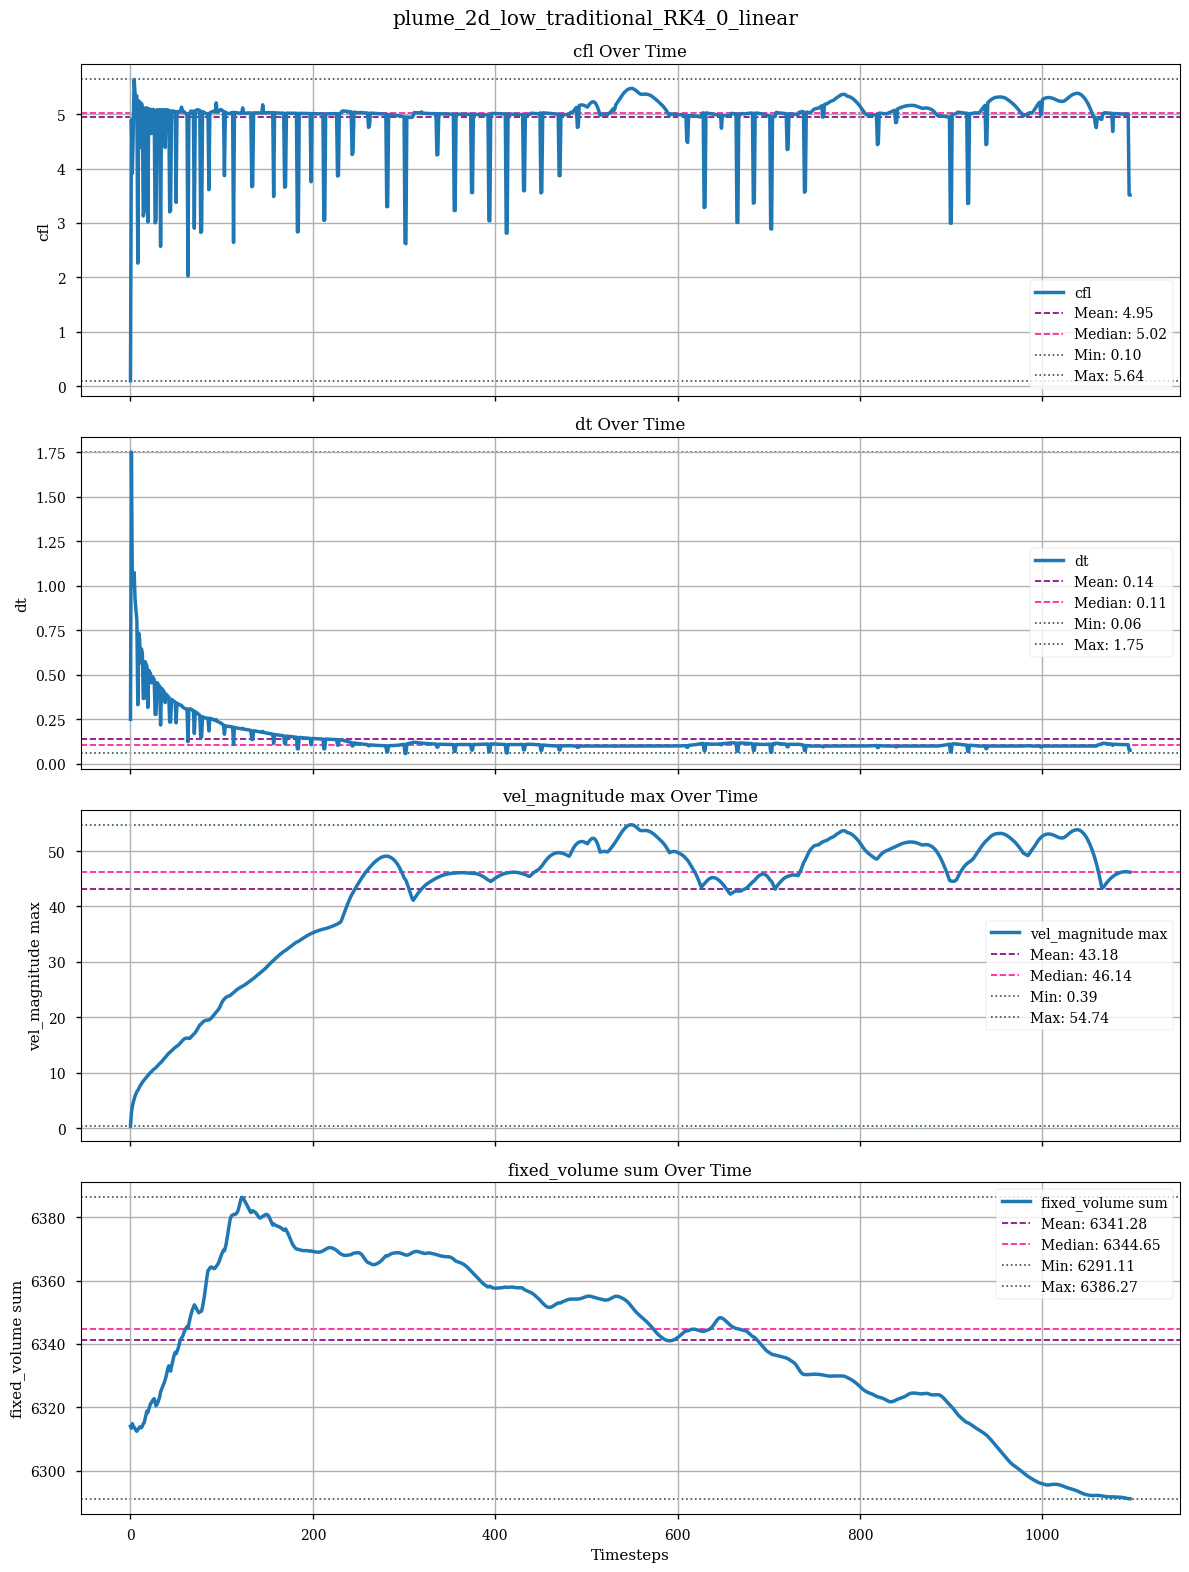 plume_2d_low_traditional_RK4_0_linear
cfl Over Time
5
4
3
2
1
0
cfl
cfl
Mean: 4.95
Median: 5.02
Min: 0.10
Max: 5.64
dt Over Time
1.75
1.50
1.25
1.00
0.75
0.50
0.25
0.00
dt
dt
Mean: 0.14
Median: 0.11
Min: 0.06
Max: 1.75
vel_magnitude max Over Time
50
40
30
20
10
0
vel_magnitude max
vel_magnitude max
Mean: 43.18
Median: 46.14
Min: 0.39
Max: 54.74
fixed_volume sum Over Time
6380
6360
6340
6320
6300
fixed_volume sum
fixed_volume sum
Mean: 6341.28
Median: 6344.65
Min: 6291.11
Max: 6386.27
0 200 400 600 800 1000
Timesteps